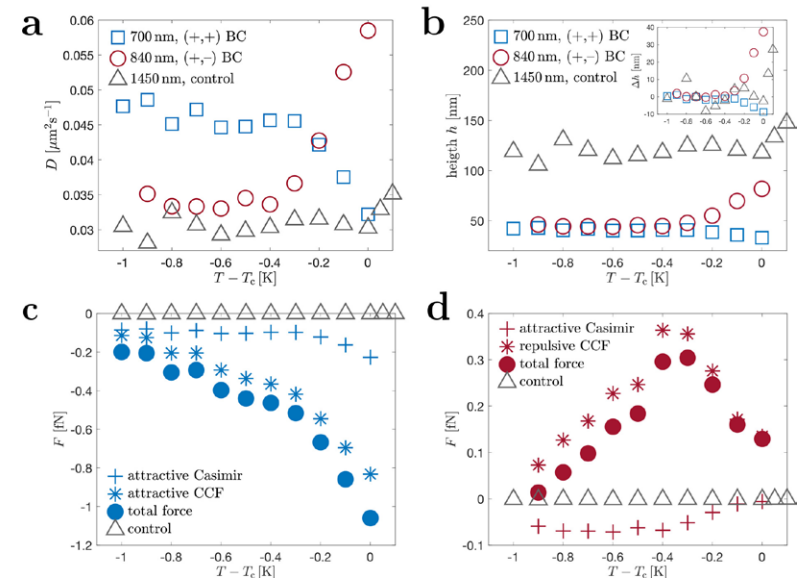 a
0.06
0.055
0.05
0.045
0.04
0.035
0.03
D [μm²s⁻¹]
700 nm, (+,+) BC
840 nm, (+,−) BC
1450 nm, control
-1 -0.8 -0.6 -0.4 -0.2 0
T − Tc [K]
b
250
200
150
100
50
heigth h [nm]
700 nm, (+,+) BC
840 nm, (+,−) BC
1450 nm, control
40
30
20
10
0
-10
Δh [nm]
-1 -0.8 -0.6 -0.4 -0.2 0
-1 -0.8 -0.6 -0.4 -0.2 0
T − Tc [K]
c
0
-0.2
-0.4
-0.6
-0.8
-1
-1.2
F [fN]
attractive Casimir
attractive CCF
total force
control
-1 -0.8 -0.6 -0.4 -0.2 0
T − Tc [K]
d
0.4
0.3
0.2
0.1
0
-0.1
F [fN]
attractive Casimir
repulsive CCF
total force
control
-1 -0.8 -0.6 -0.4 -0.2 0
T − Tc [K]